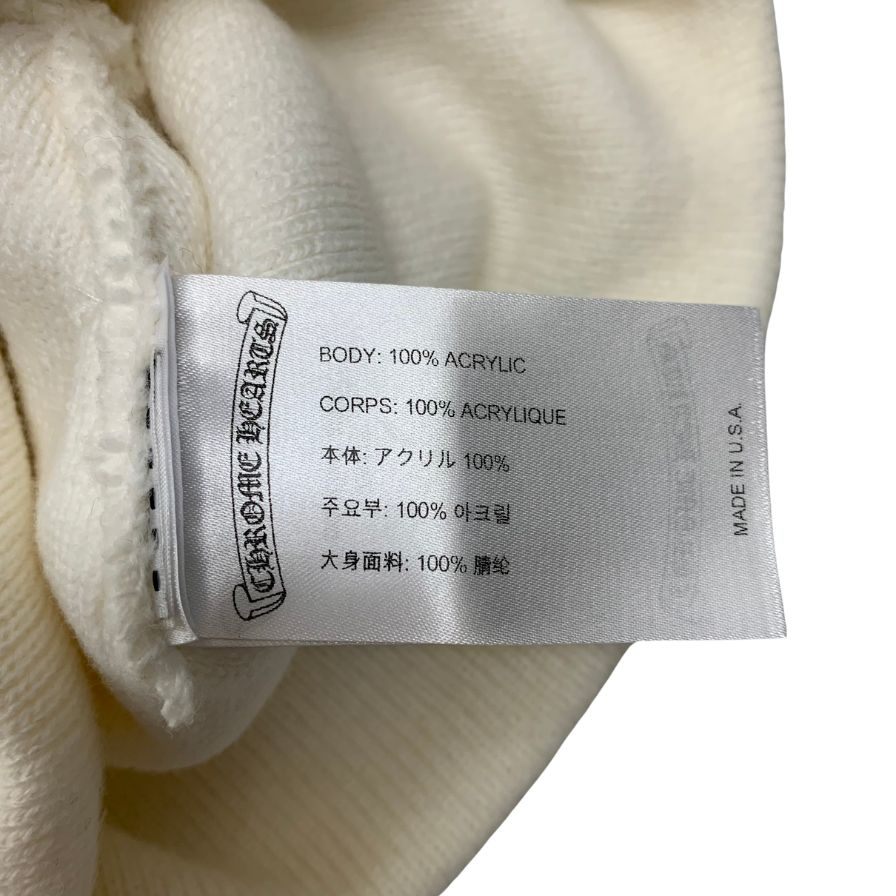 CHROME HEARTS
BODY: 100% ACRYLIC
CORPS: 100% ACRYLIQUE
本体: アクリル 100%
주요부: 100% 아크릴
大身面料: 100% 腈纶
MADE IN U.S.A.